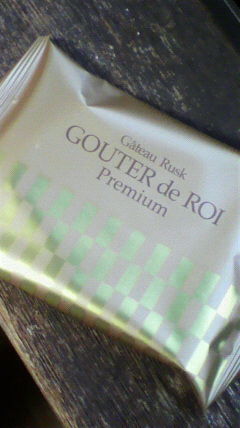 Gâteau Rusk
GOUTER de ROI
Premium